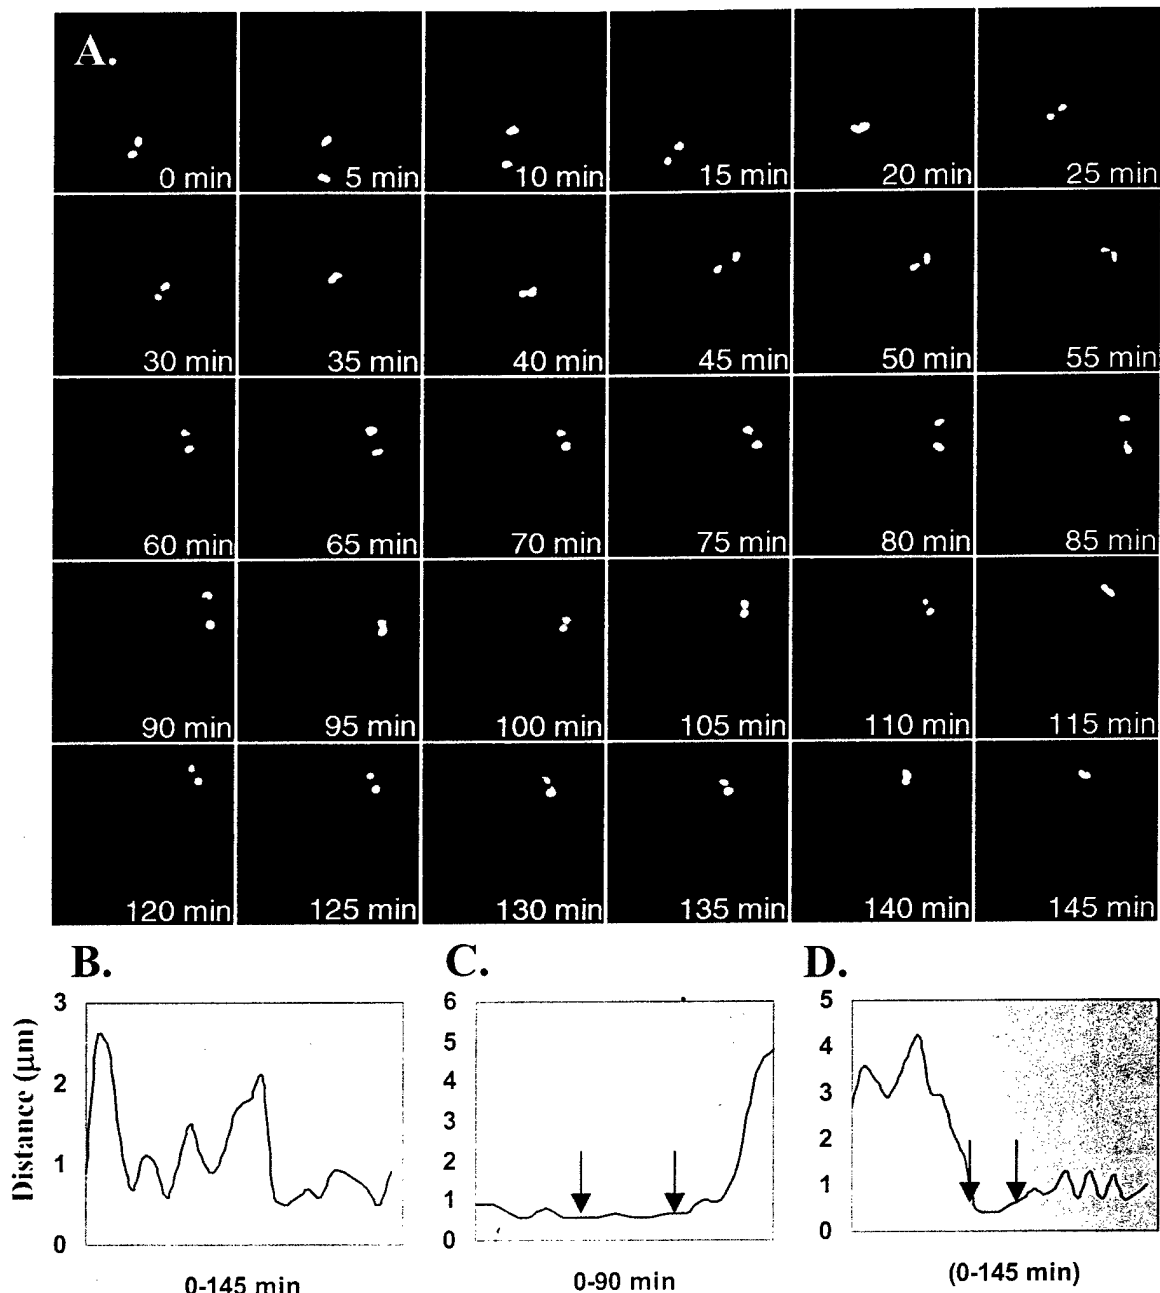 A.
0 min 5 min 10 min 15 min 20 min 25 min
30 min 35 min 40 min 45 min 50 min 55 min
60 min 65 min 70 min 75 min 80 min 85 min
90 min 95 min 100 min 105 min 110 min 115 min
120 min 125 min 130 min 135 min 140 min 145 min
B. C. D.
Distance (μm)
3
2
1
0
0-145 min
6
5
4
3
2
1
0
0-90 min
5
4
3
2
1
0
(0-145 min)